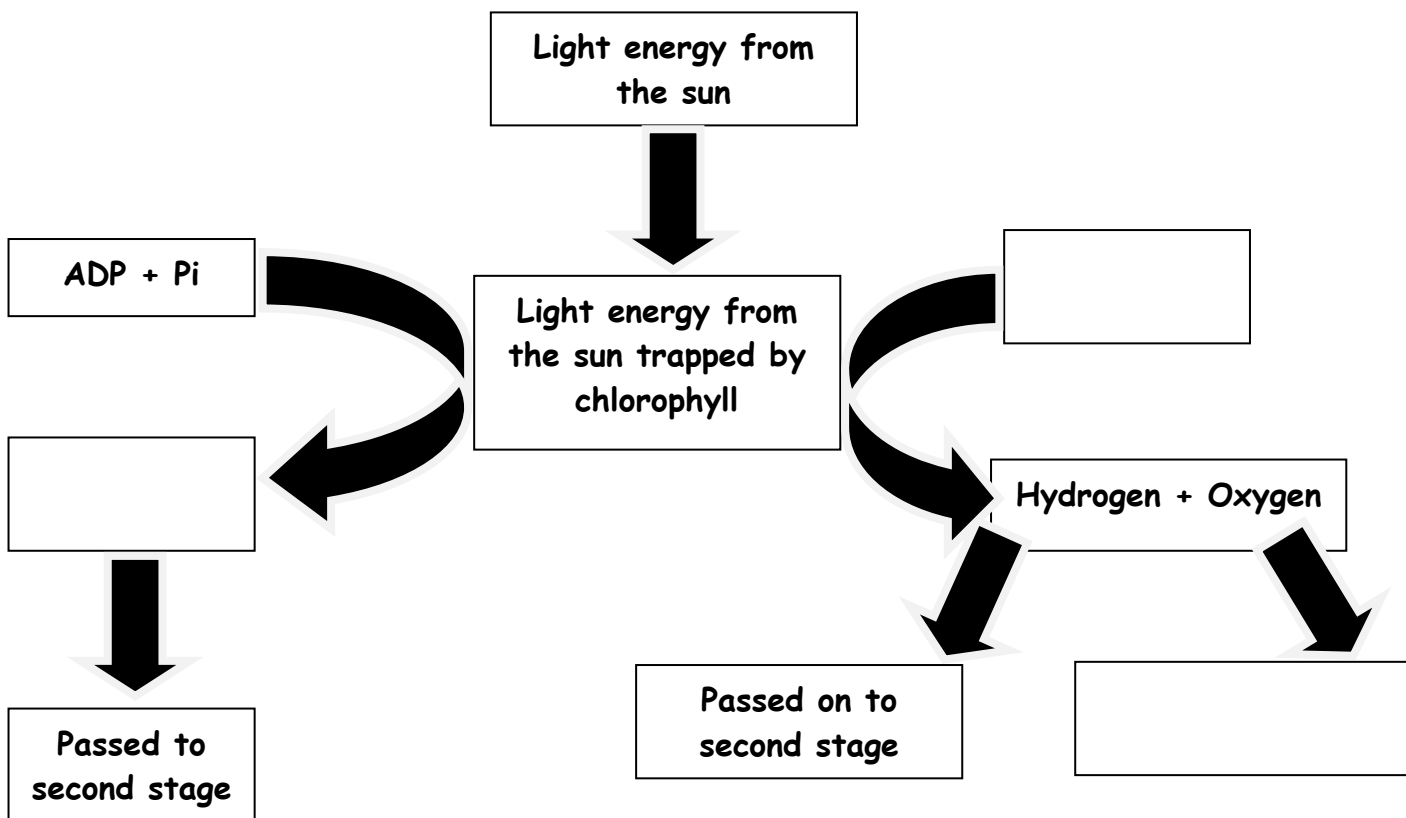 Light energy from
the sun
ADP + Pi
Light energy from
the sun trapped by
chlorophyll
Hydrogen + Oxygen
Passed on to
second stage
Passed to
second stage